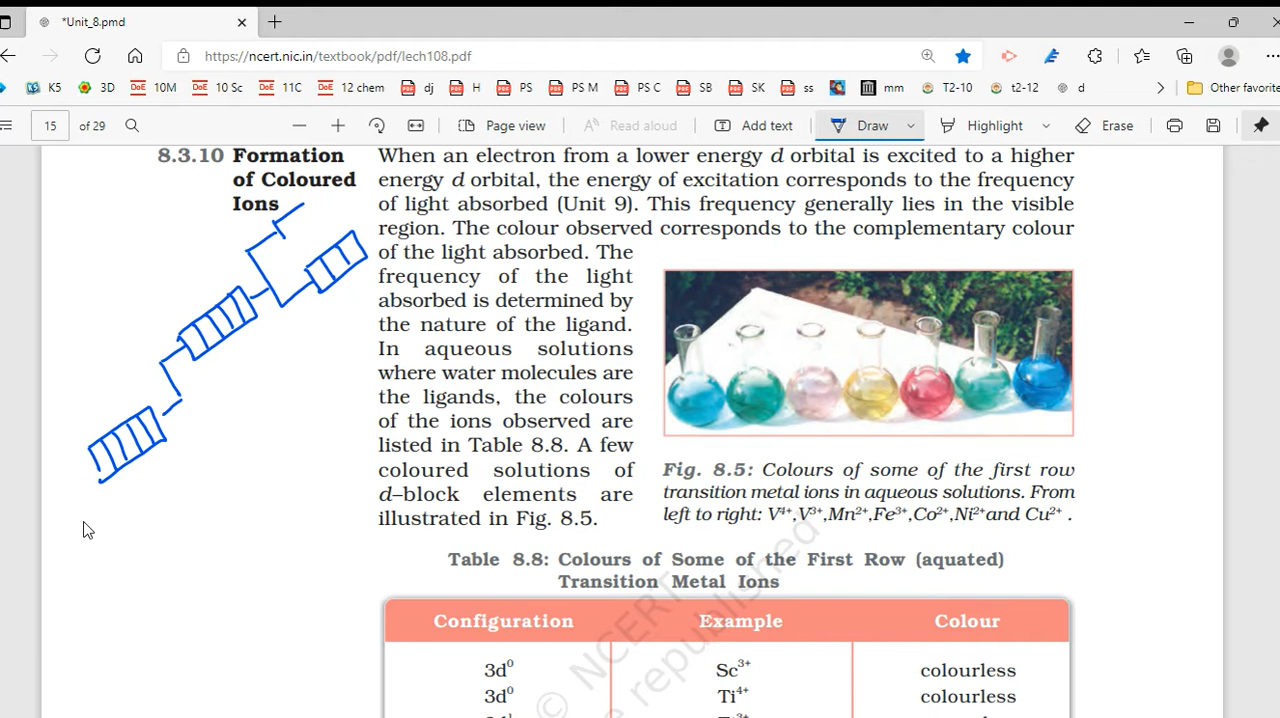 *Unit_8.pmd
https://ncert.nic.in/textbook/pdf/lech108.pdf
K5 3D DoE 10M DoE 10 Sc DoE 11C DoE 12 chem dj H PS PS M PS C SB SK ss mm T2-10 t2-12 d Other favorite
15 of 29 Page view Read aloud Add text Draw Highlight Erase
8.3.10 Formation
of Coloured
Ions
When an electron from a lower energy d orbital is excited to a higher
energy d orbital, the energy of excitation corresponds to the frequency
of light absorbed (Unit 9). This frequency generally lies in the visible
region. The colour observed corresponds to the complementary colour
of the light absorbed. The
frequency of the light
absorbed is determined by
the nature of the ligand.
In aqueous solutions
where water molecules are
the ligands, the colours
of the ions observed are
listed in Table 8.8. A few
coloured solutions of
d–block elements are
illustrated in Fig. 8.5.
Fig. 8.5: Colours of some of the first row
transition metal ions in aqueous solutions. From
left to right: V⁴⁺,V³⁺,Mn²⁺,Fe³⁺,Co²⁺,Ni²⁺and Cu²⁺ .
Table 8.8: Colours of Some of the First Row (aquated)
Transition Metal Ions
Configuration Example Colour
3d⁰ Sc³⁺ colourless
3d⁰ Ti⁴⁺ colourless
© NCERT
republished